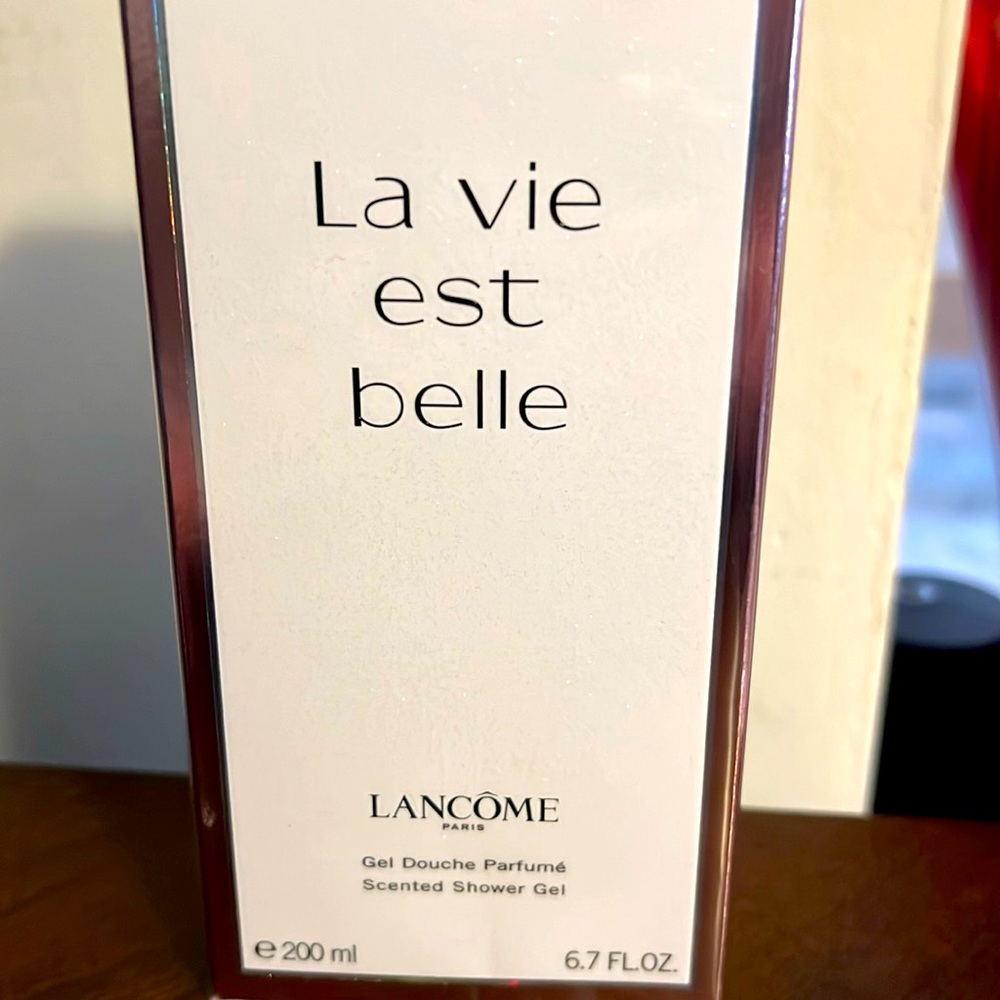 La vie
est
belle
LANCÔME
PARIS
Gel Douche Parfumé
Scented Shower Gel
℮ 200 ml
6.7 FL.OZ.